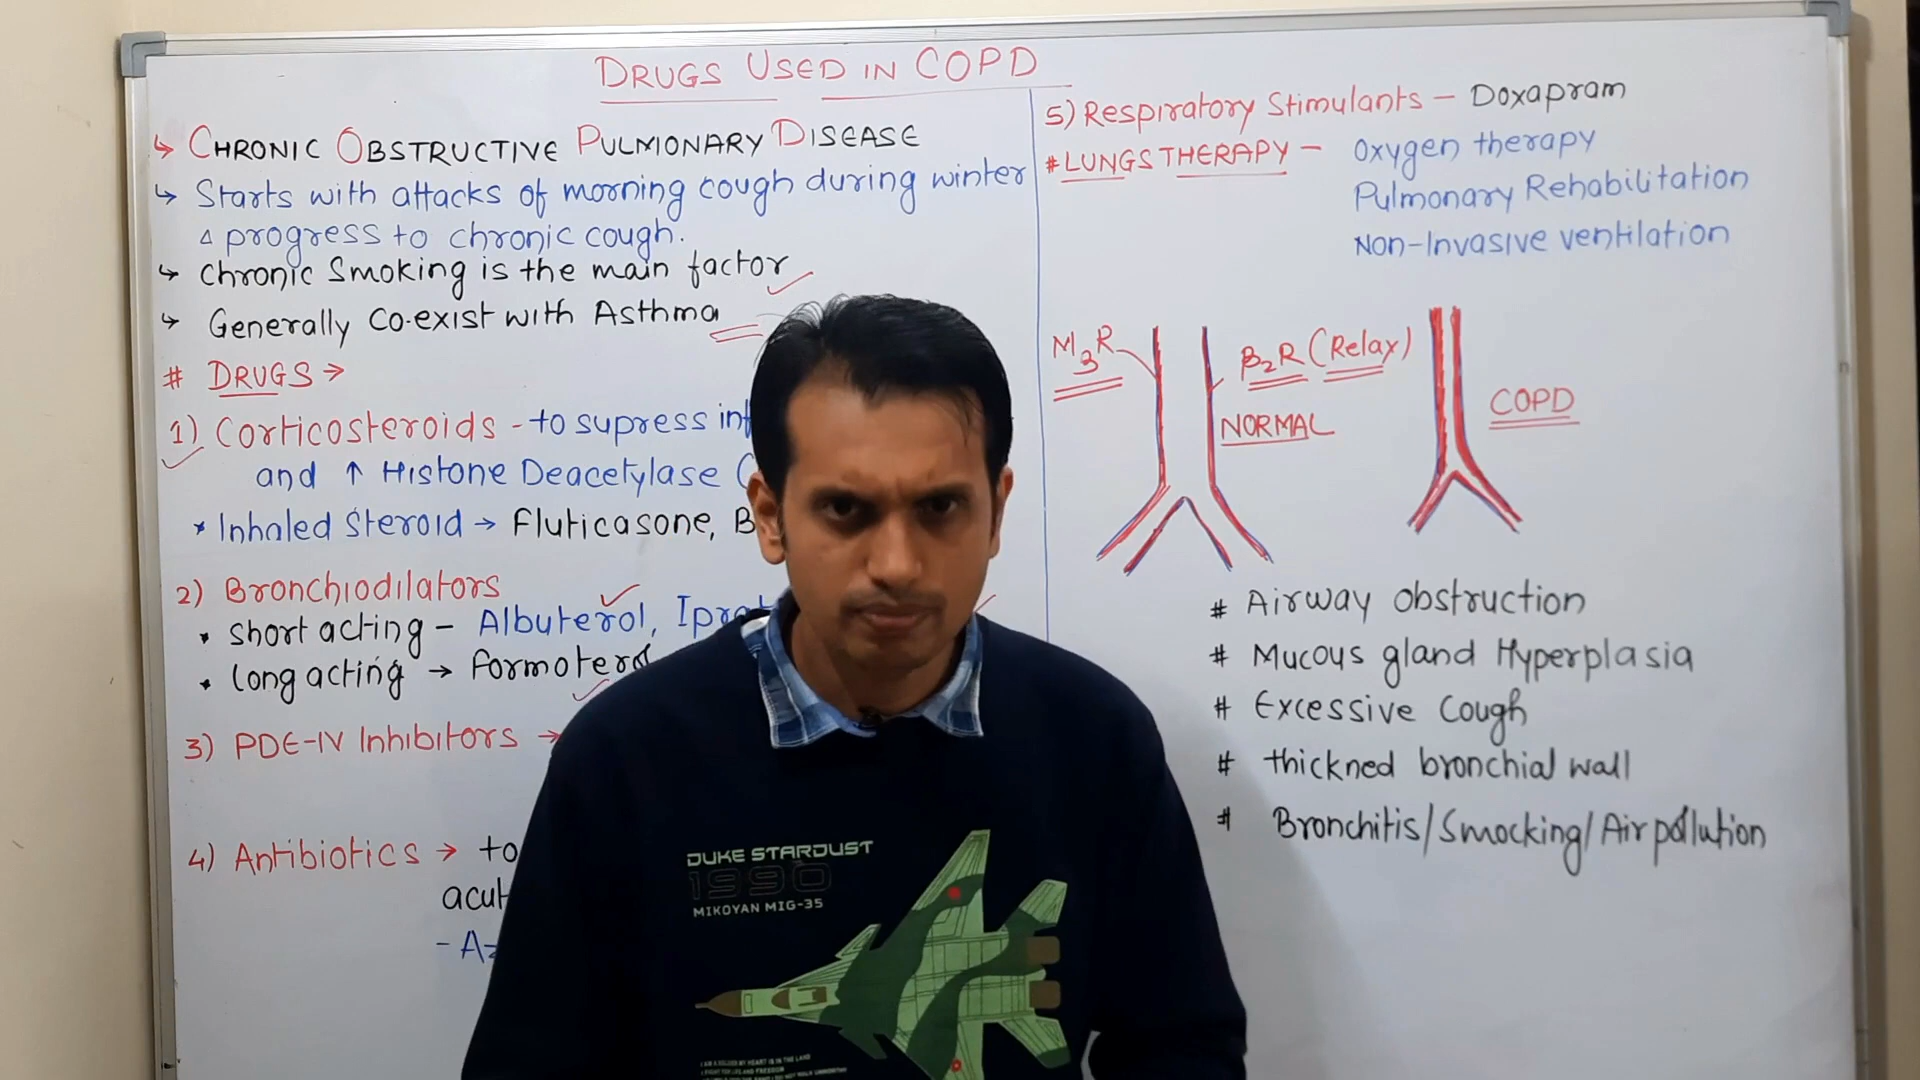 DRUGS USED IN COPD
↳ CHRONIC OBSTRUCTIVE PULMONARY DISEASE
↳ Starts with attacks of morning cough during winter
& progress to chronic cough.
↳ Chronic Smoking is the main factor
↳ Generally Co-exist with Asthma
# DRUGS →
1) Corticosteroids - to supress
and ↑ Histone Deacetylase
* Inhaled Steroid → Fluticasone,
2) Bronchiodilators
• Short acting - Albuterol,
• long acting → formoterol
3) PDE-IV Inhibitors →
4) Antibiotics → to
5) Respiratory Stimulants - Doxapram
# LUNGS THERAPY - Oxygen therapy
Pulmonary Rehabilitation
Non-Invasive ventilation
M3R
β2R (Relax)
NORMAL
COPD
# Airway obstruction
# Mucous gland Hyperplasia
# Excessive Cough
# thickned bronchial wall
# Bronchitis/Smocking/Air pollution
DUKE STARDUST
1990
MIKOYAN MIG-35